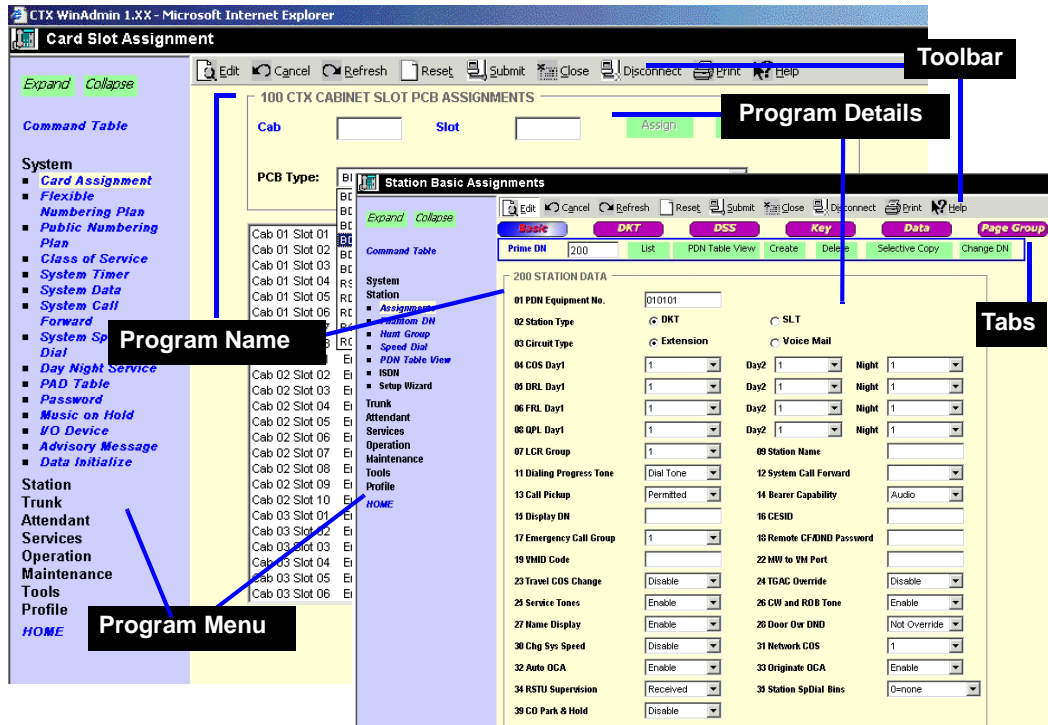 CTX WinAdmin 1.XX - Microsoft Internet Explorer
Card Slot Assignment
Toolbar
Edit Cancel Refresh Reset Submit Close Disconnect Print Help
Expand Collapse
Command Table
System
Card Assignment
Flexible
Numbering Plan
Public Numbering
Plan
Class of Service
System Timer
System Data
System Call
Forward
System Sp
Dial
Day Night Service
PAD Table
Password
Music on Hold
I/O Device
Advisory Message
Data Initialize
Station
Trunk
Attendant
Services
Operation
Maintenance
Tools
Profile
HOME
100 CTX CABINET SLOT PCB ASSIGNMENTS
Cab Slot Assign
Program Details
PCB Type:
Cab 01 Slot 01
Cab 01 Slot 02
Cab 01 Slot 03
Cab 01 Slot 04
Cab 01 Slot 05
Cab 01 Slot 06
Cab 02 Slot 02
Cab 02 Slot 03
Cab 02 Slot 04
Cab 02 Slot 05
Cab 02 Slot 06
Cab 02 Slot 07
Cab 02 Slot 08
Cab 02 Slot 09
Cab 02 Slot 10
Cab 03 Slot 01
Cab 03 Slot 02
Cab 03 Slot 03
Cab 03 Slot 04
Cab 03 Slot 05
Cab 03 Slot 06
Program Name
Program Menu
Station Basic Assignments
Edit Cancel Refresh Reset Submit Close Disconnect Print Help
Expand Collapse
Command Table
System
Station
Assignments
Phantom DN
Hunt Group
Speed Dial
PDN Table View
ISDN
Setup Wizard
Trunk
Attendant
Services
Operation
Maintenance
Tools
Profile
HOME
Basic DKT DSS Key Data Page Group
Prime DN 200 List PDN Table View Create Delete Selective Copy Change DN
Tabs
200 STATION DATA
01 PDN Equipment No. 010101
02 Station Type DKT SLT
03 Circuit Type Extension Voice Mail
04 COS Day1 1 Day2 1 Night 1
05 DRL Day1 1 Day2 1 Night 1
06 FRL Day1 1 Day2 1 Night 1
08 QPL Day1 1 Day2 1 Night 1
07 LCR Group 1 09 Station Name
11 Dialing Progress Tone Dial Tone 12 System Call Forward
13 Call Pickup Permitted 14 Bearer Capability Audio
15 Display DN 16 CESID
17 Emergency Call Group 1 18 Remote CF/DND Password
19 VMID Code 22 MW to VM Port
23 Travel COS Change Disable 24 TGAC Override Disable
25 Service Tones Enable 26 CW and ROB Tone Enable
27 Name Display Enable 28 Door Ovr DND Not Override
30 Chg Sys Speed Disable 31 Network COS 1
32 Auto OCA Enable 33 Originate OCA Enable
34 RSTU Supervision Received 35 Station SpDial Bins 0=none
39 CO Park & Hold Disable